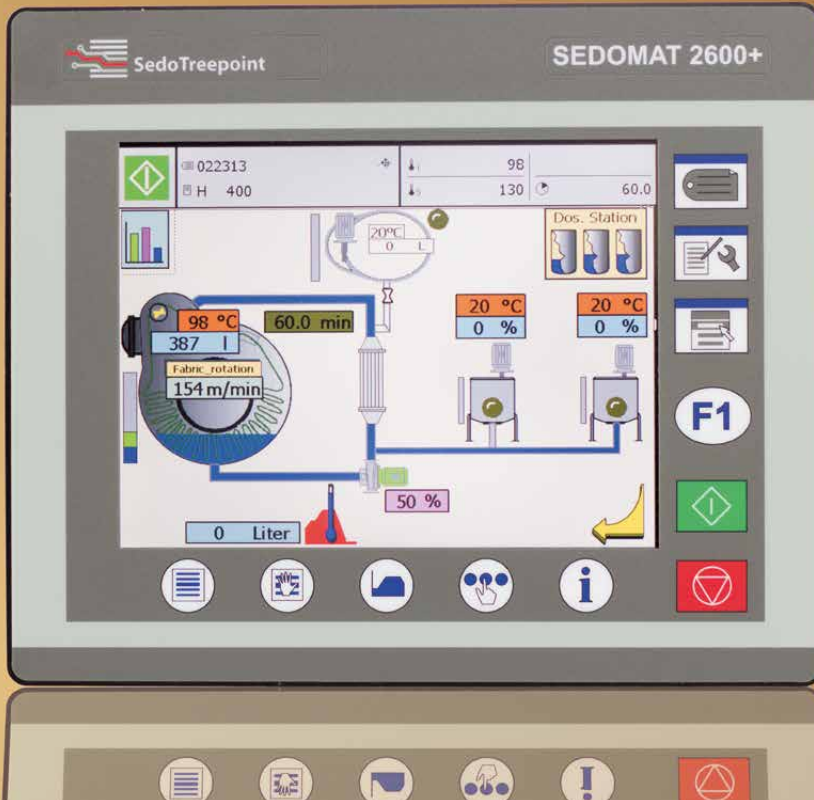 SedoTreepoint
SEDOMAT 2600+
022313
H 400
98
130
60.0
Dos. Station
20°C
0 L
98 °C
387 l
60.0 min
20 °C
0 %
20 °C
0 %
Fabric_rotation
154 m/min
50 %
0 Liter
F1
i